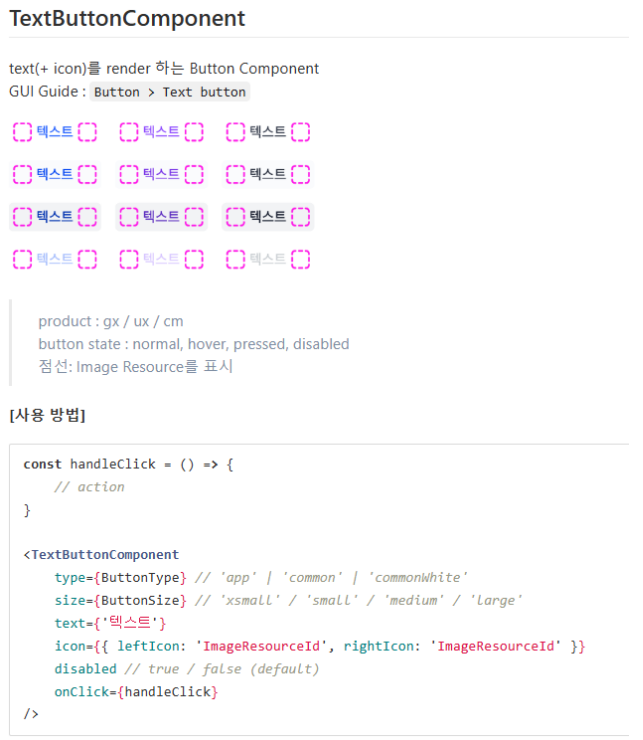 TextButtonComponent
text(+ icon)를 render 하는 Button Component
GUI Guide : Button > Text button
텍스트 텍스트 텍스트
텍스트 텍스트 텍스트
텍스트 텍스트 텍스트
텍스트 텍스트 텍스트
product : gx / ux / cm
button state : normal, hover, pressed, disabled
점선: Image Resource를 표시
[사용 방법]
const handleClick = () => {
// action
}
<TextButtonComponent
type={ButtonType} // 'app' | 'common' | 'commonWhite'
size={ButtonSize} // 'xsmall' / 'small' / 'medium' / 'large'
text={'텍스트'}
icon={{ leftIcon: 'ImageResourceId', rightIcon: 'ImageResourceId' }}
disabled // true / false (default)
onClick={handleClick}
/>